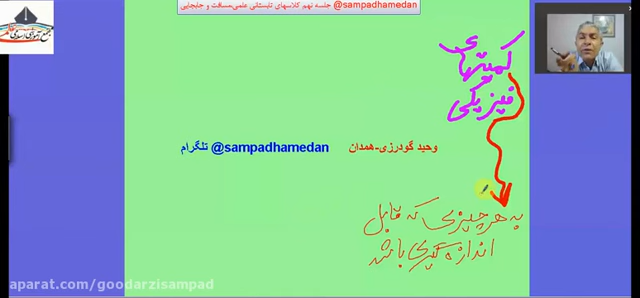 @sampadhamedan جلسه نهم کلاسهای تابستانی علمی،مسافت و جابجایی
کمیتهای
فیزیکی
وحید گودرزی-همدان    @sampadhamedan تلگرام
به هر چیزی که قابل
اندازه گیری باشد
aparat.com/goodarzisampad